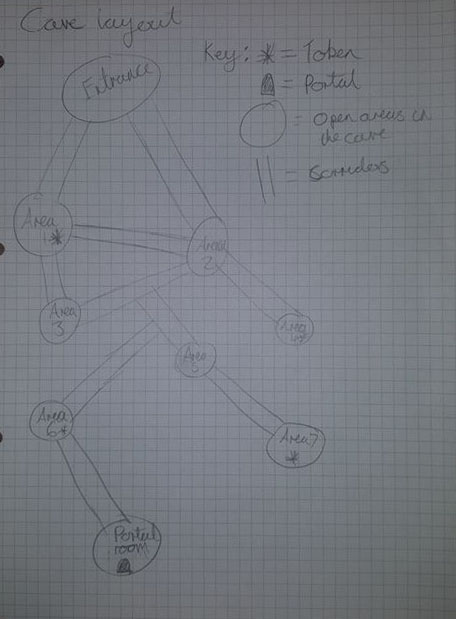 Cave layout
Key: * = Token
= Portal
= Open areas in
the cave
= Corridors
Entrance
Area
1*
Area
2
Area
3
Area
4*
Area
5
Area
6*
Area 7
*
Portal
room